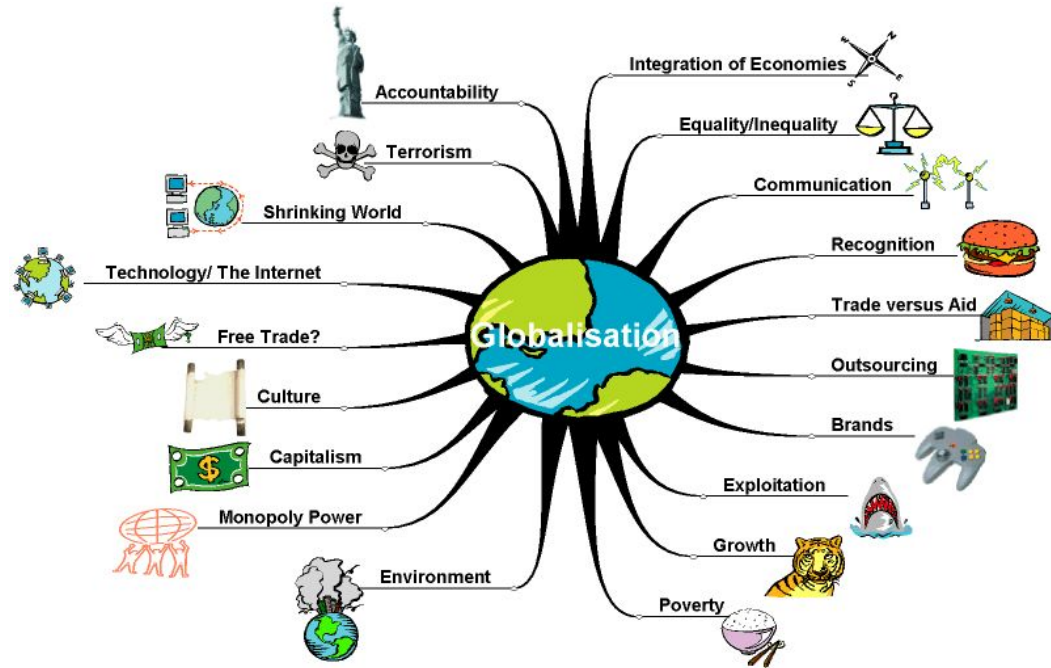 Globalisation
Integration of Economies
Equality/Inequality
Communication
Recognition
Trade versus Aid
Outsourcing
Brands
Exploitation
Growth
Poverty
Environment
Monopoly Power
Capitalism
Culture
Free Trade?
Technology/ The Internet
Shrinking World
Terrorism
Accountability
N
E
S
W
$